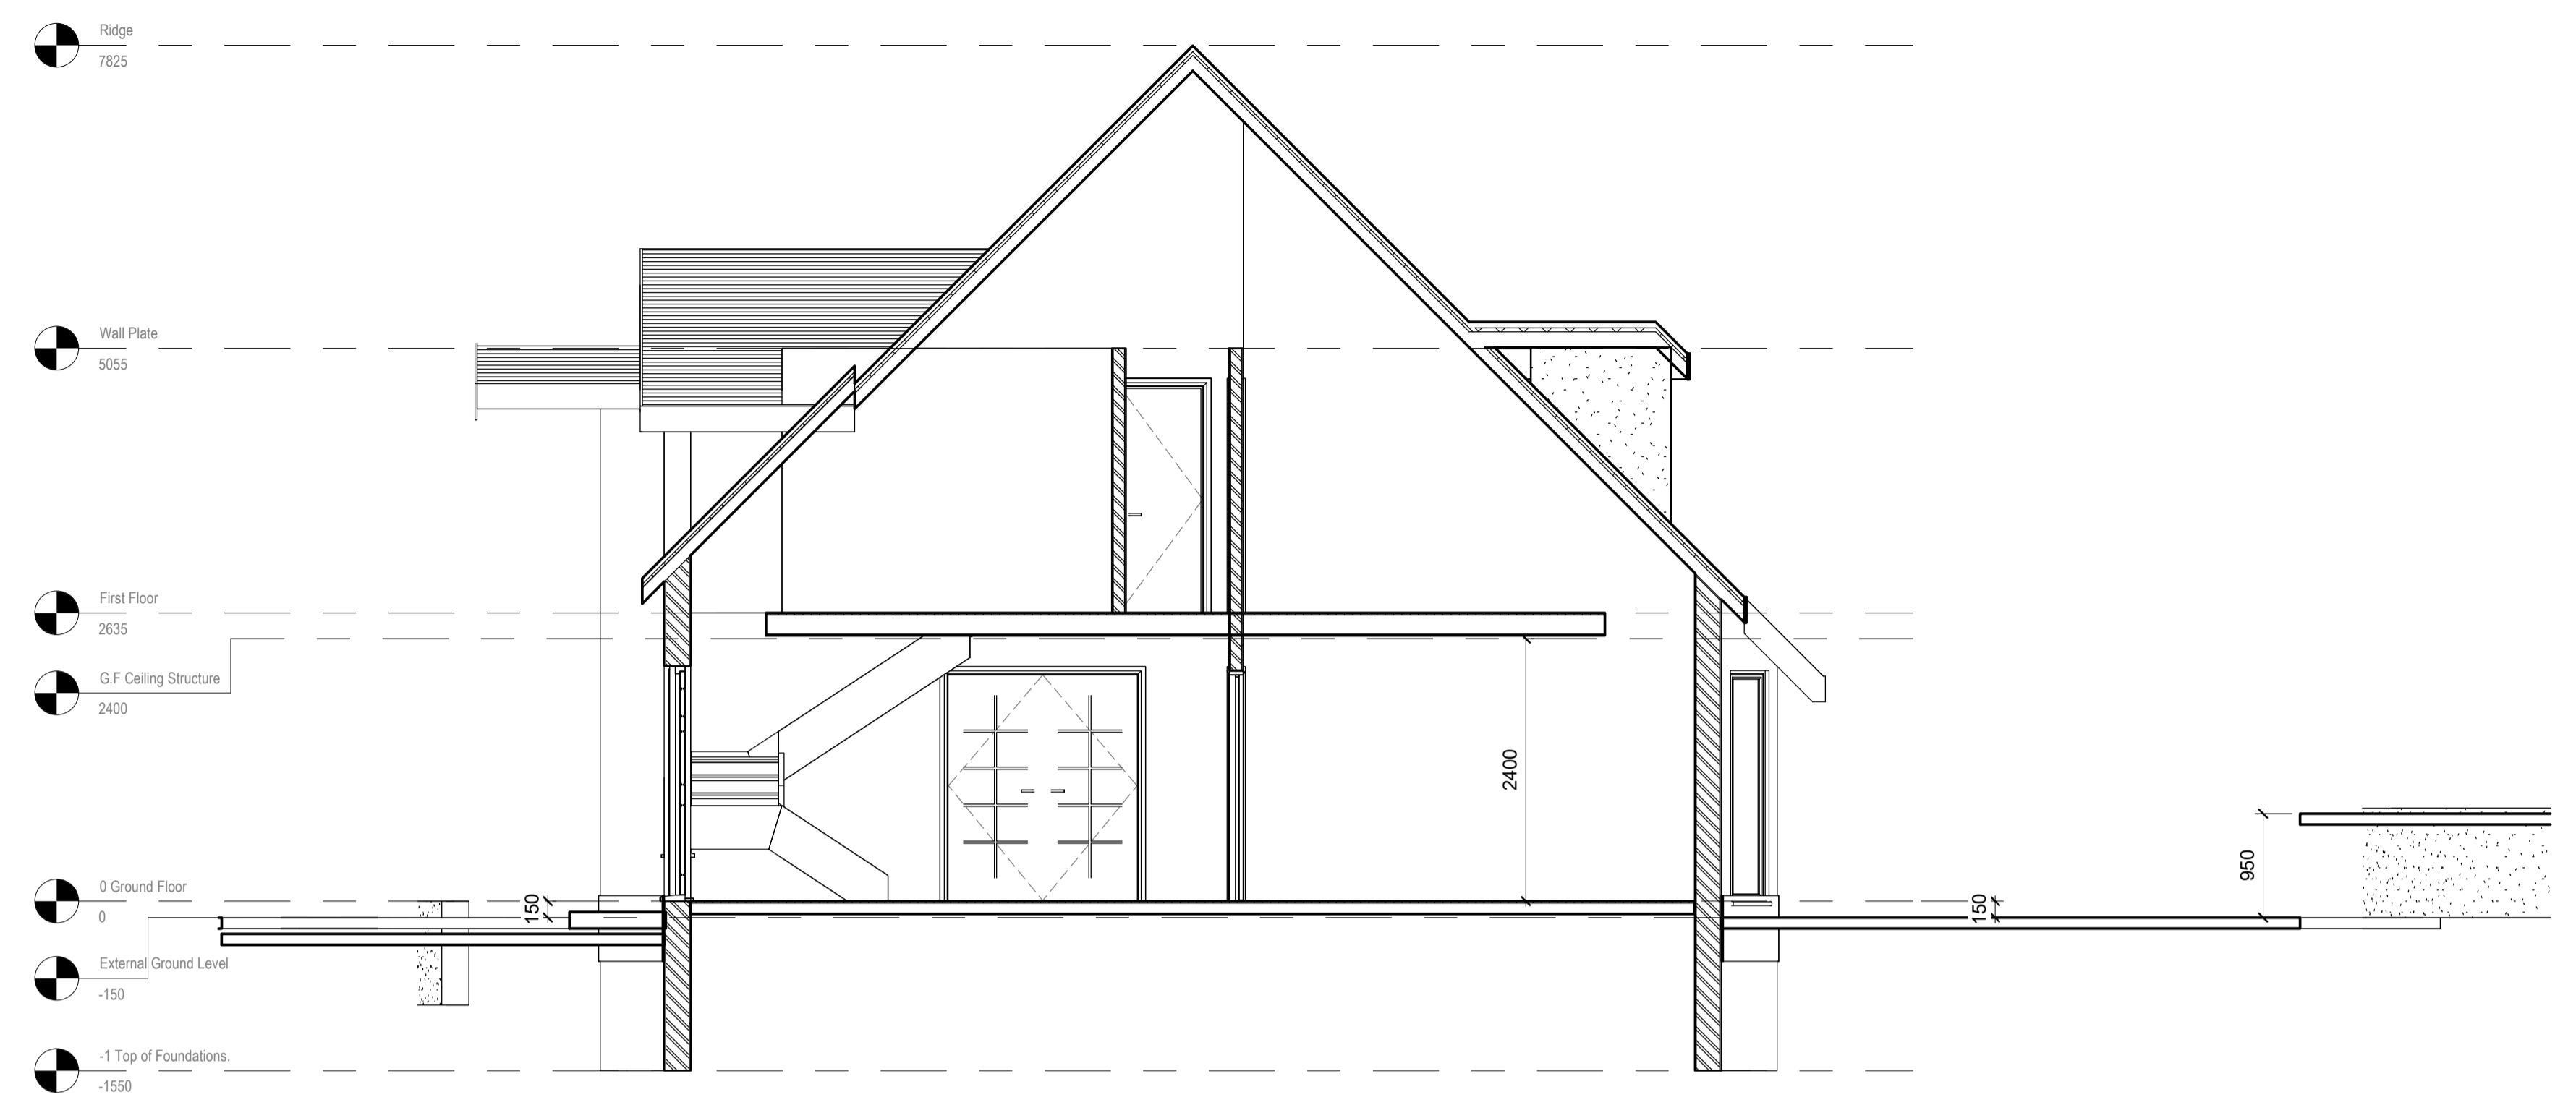 Ridge
7825
Wall Plate
5055
First Floor
2635
G.F Ceiling Structure
2400
2400
950
0 Ground Floor
0
150
150
External Ground Level
-150
-1 Top of Foundations.
-1550